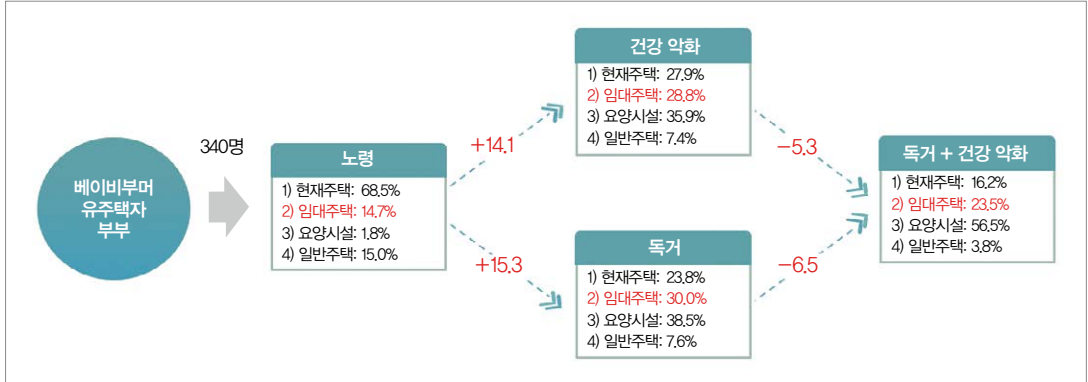 베이비부머
유주택자
부부
340명
노령
1) 현재주택: 68.5%
2) 임대주택: 14.7%
3) 요양시설: 1.8%
4) 일반주택: 15.0%
+14.1
+15.3
건강 악화
1) 현재주택: 27.9%
2) 임대주택: 28.8%
3) 요양시설: 35.9%
4) 일반주택: 7.4%
독거
1) 현재주택: 23.8%
2) 임대주택: 30.0%
3) 요양시설: 38.5%
4) 일반주택: 7.6%
-5.3
-6.5
독거 + 건강 악화
1) 현재주택: 16.2%
2) 임대주택: 23.5%
3) 요양시설: 56.5%
4) 일반주택: 3.8%